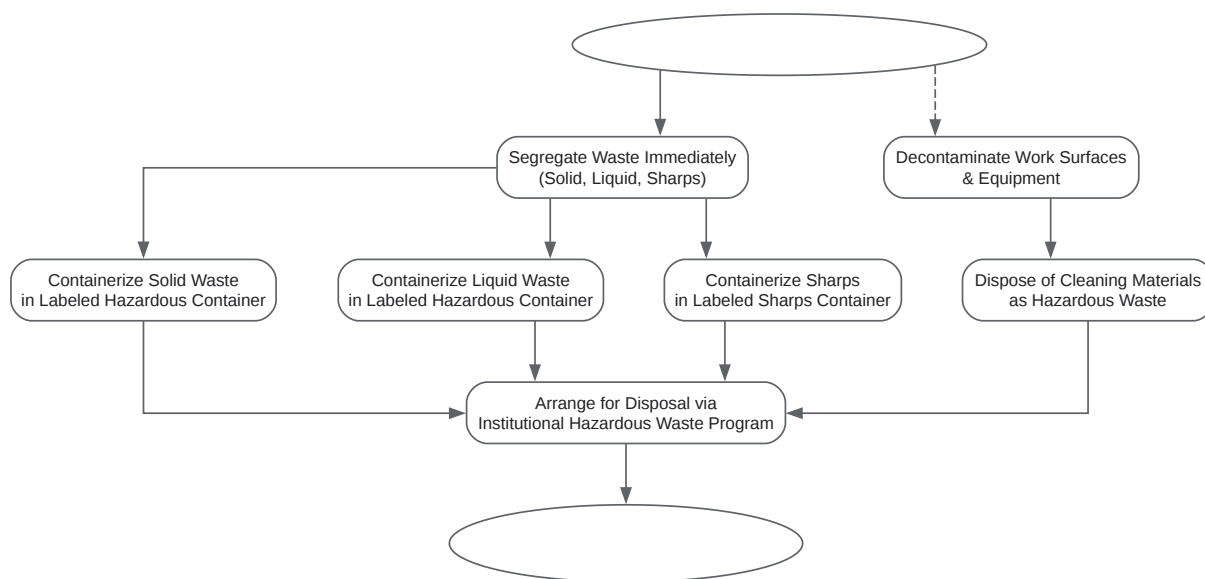 Segregate Waste Immediately
(Solid, Liquid, Sharps)
Decontaminate Work Surfaces
& Equipment
Containerize Solid Waste
in Labeled Hazardous Container
Containerize Liquid Waste
in Labeled Hazardous Container
Containerize Sharps
in Labeled Sharps Container
Dispose of Cleaning Materials
as Hazardous Waste
Arrange for Disposal via
Institutional Hazardous Waste Program